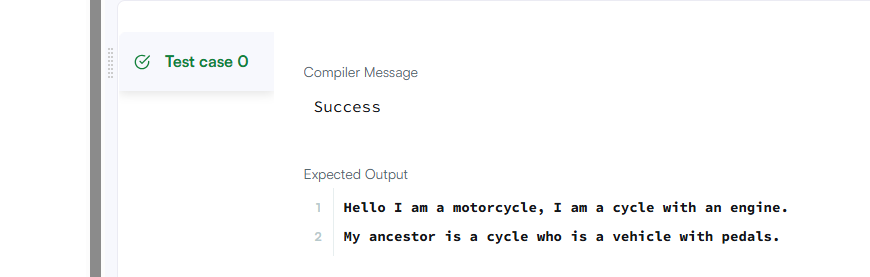 Test case 0
Compiler Message
Success
Expected Output
1 Hello I am a motorcycle, I am a cycle with an engine.
2 My ancestor is a cycle who is a vehicle with pedals.